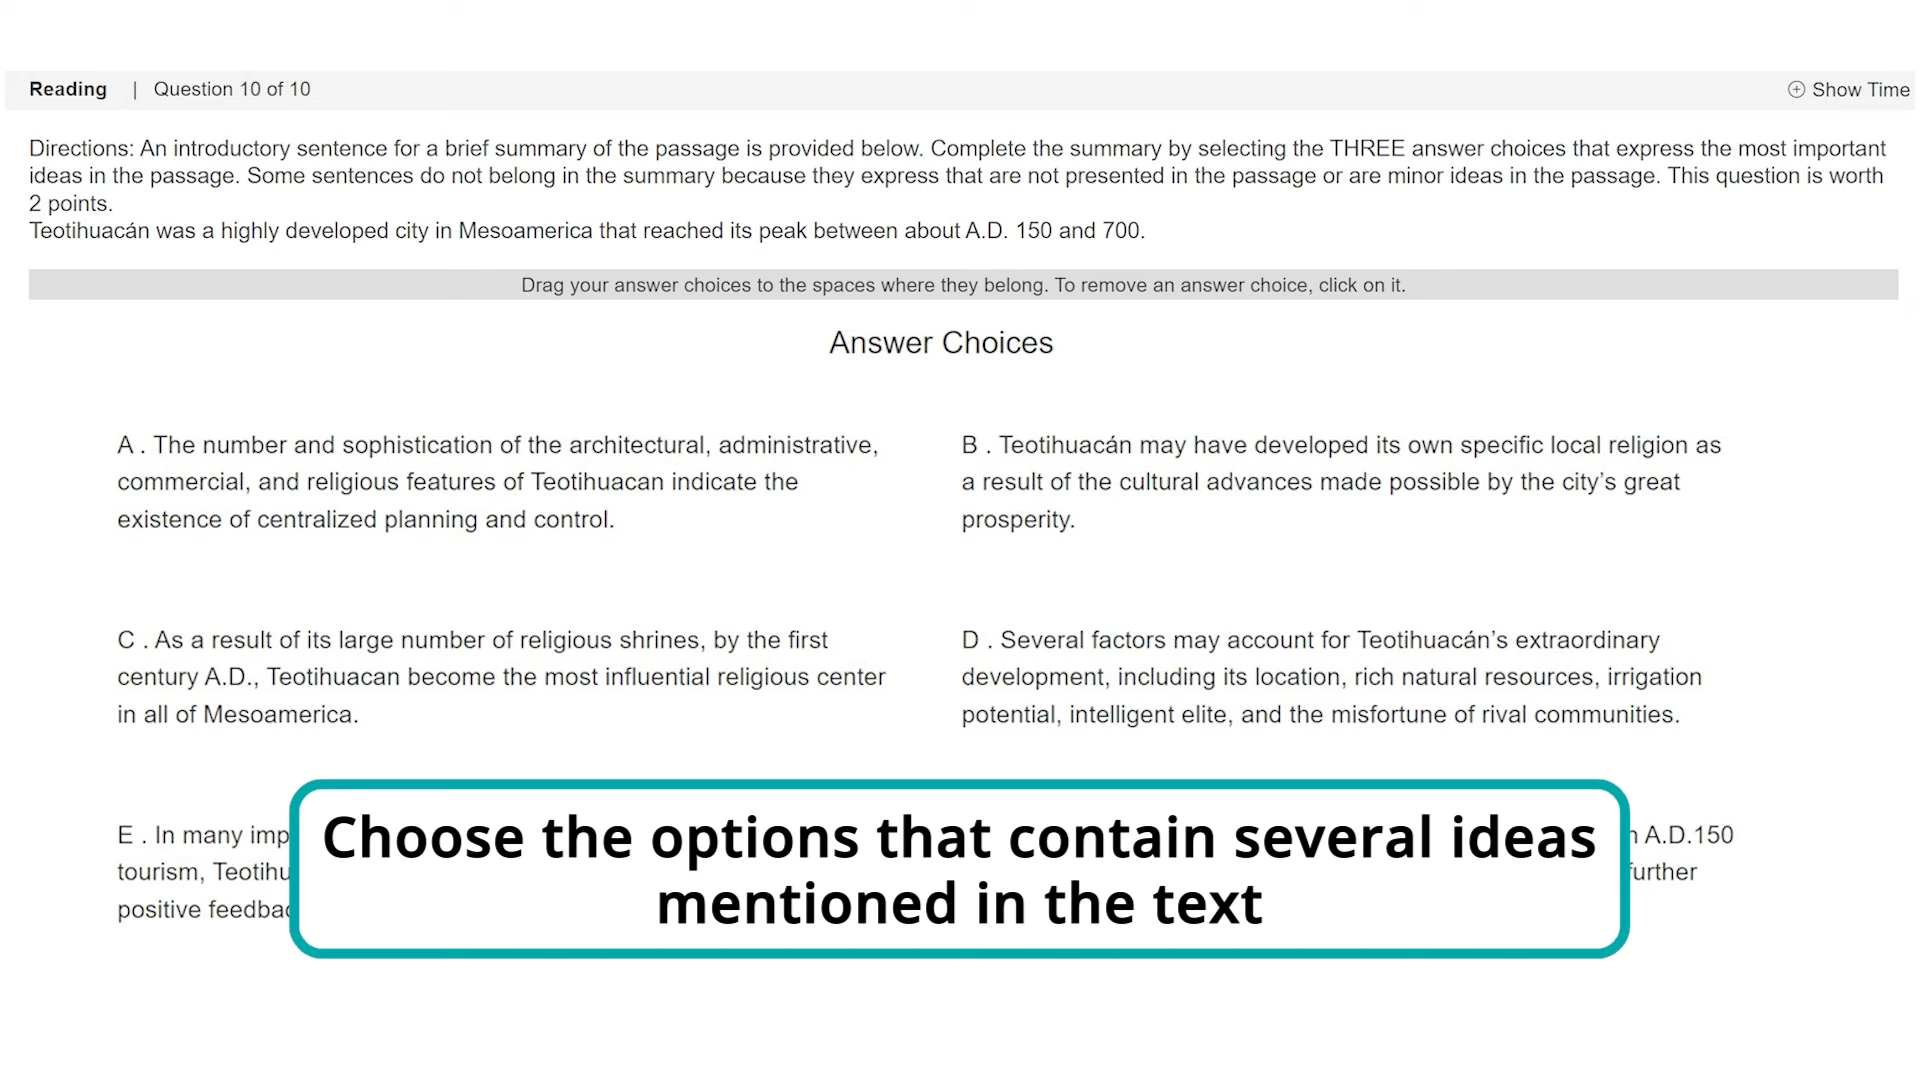 Reading | Question 10 of 10
Show Time
Directions: An introductory sentence for a brief summary of the passage is provided below. Complete the summary by selecting the THREE answer choices that express the most important
ideas in the passage. Some sentences do not belong in the summary because they express that are not presented in the passage or are minor ideas in the passage. This question is worth
2 points.
Teotihuacán was a highly developed city in Mesoamerica that reached its peak between about A.D. 150 and 700.
Drag your answer choices to the spaces where they belong. To remove an answer choice, click on it.
Answer Choices
A . The number and sophistication of the architectural, administrative,
commercial, and religious features of Teotihuacan indicate the
existence of centralized planning and control.
B . Teotihuacán may have developed its own specific local religion as
a result of the cultural advances made possible by the city’s great
prosperity.
C . As a result of its large number of religious shrines, by the first
century A.D., Teotihuacan become the most influential religious center
in all of Mesoamerica.
D . Several factors may account for Teotihuacán’s extraordinary
development, including its location, rich natural resources, irrigation
potential, intelligent elite, and the misfortune of rival communities.
E . In many
tourism,
positive
A.D.150
further
Choose the options that contain several ideas
mentioned in the text